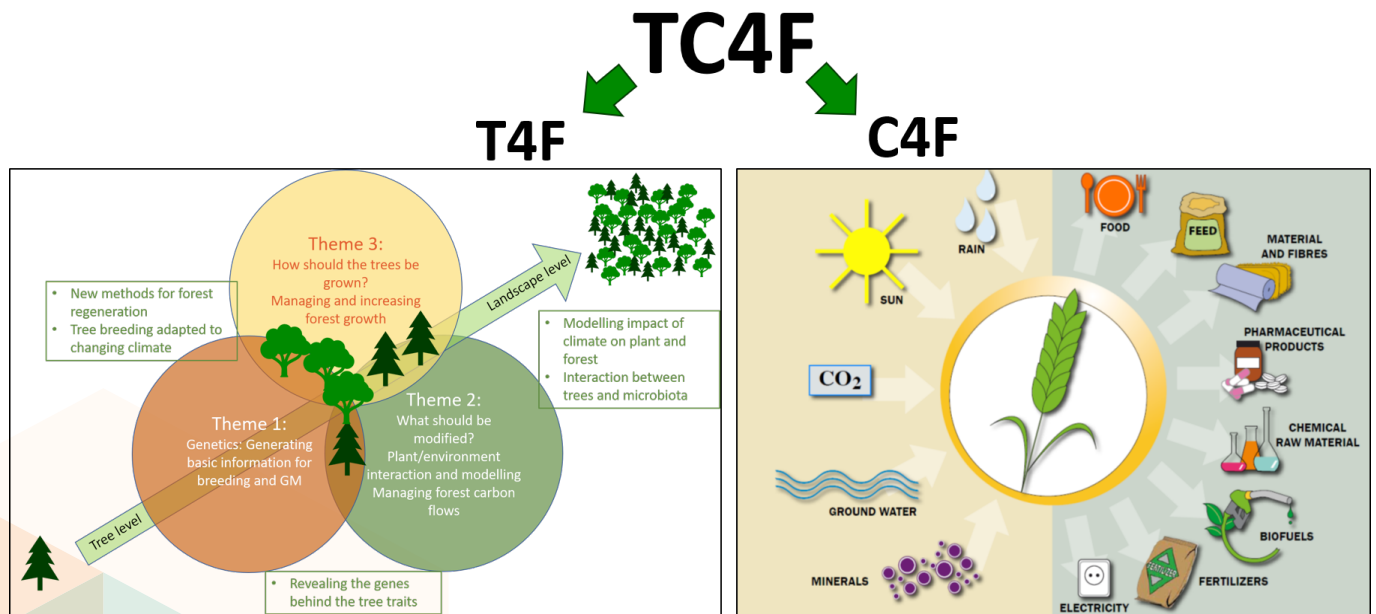 TC4F
T4F
C4F
Theme 3:
How should the trees be
grown?
Managing and increasing
forest growth
• New methods for forest
regeneration
• Tree breeding adapted to
changing climate
Landscape level
• Modelling impact of
climate on plant and
forest
• Interaction between
trees and microbiota
Theme 1:
Genetics: Generating
basic information for
breeding and GM
Theme 2:
What should be
modified?
Plant/environment
interaction and modelling
Managing forest carbon
flows
Tree level
• Revealing the genes
behind the tree traits
RAIN
SUN
CO2
GROUND WATER
MINERALS
FOOD
FEED
MATERIAL
AND FIBRES
PHARMACEUTICAL
PRODUCTS
CHEMICAL
RAW MATERIAL
BIOFUELS
FERTILIZERS
ELECTRICITY